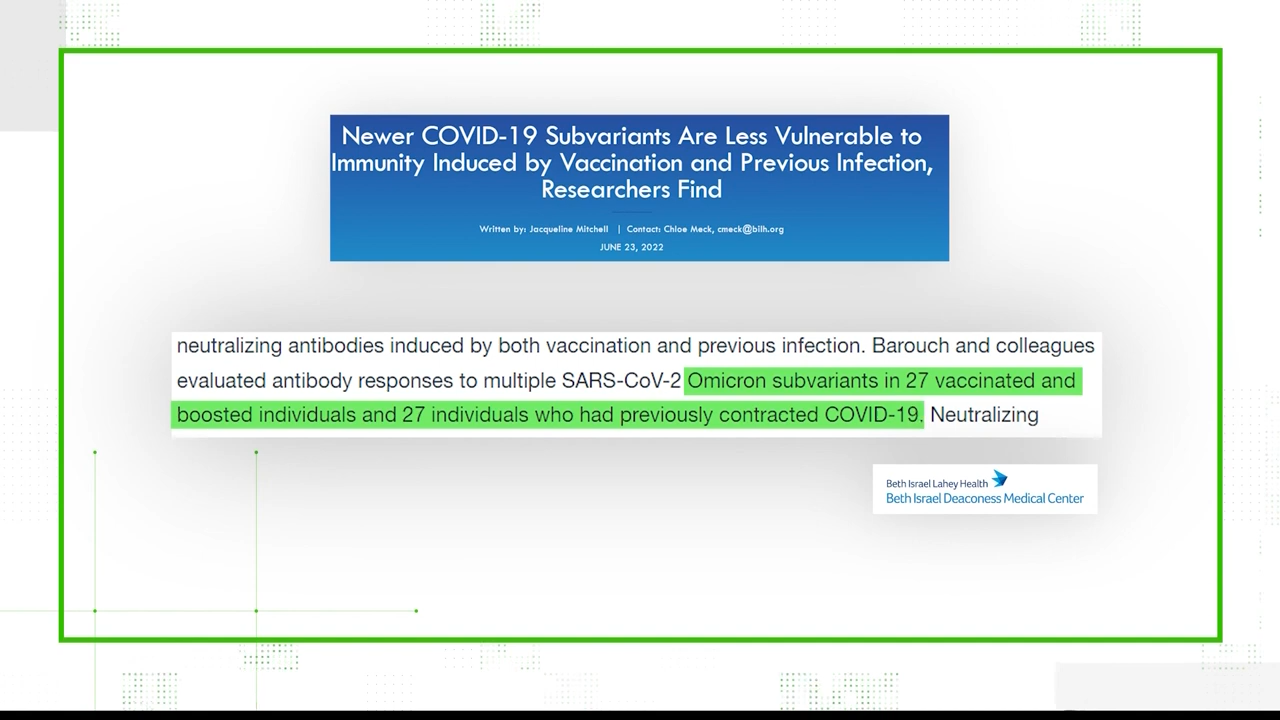 Newer COVID-19 Subvariants Are Less Vulnerable to
Immunity Induced by Vaccination and Previous Infection,
Researchers Find
Written by: Jacqueline Mitchell | Contact: Chloe Meck, cmeck@bilh.org
JUNE 23, 2022
neutralizing antibodies induced by both vaccination and previous infection. Barouch and colleagues
evaluated antibody responses to multiple SARS-CoV-2 Omicron subvariants in 27 vaccinated and
boosted individuals and 27 individuals who had previously contracted COVID-19. Neutralizing
Beth Israel Lahey Health
Beth Israel Deaconess Medical Center